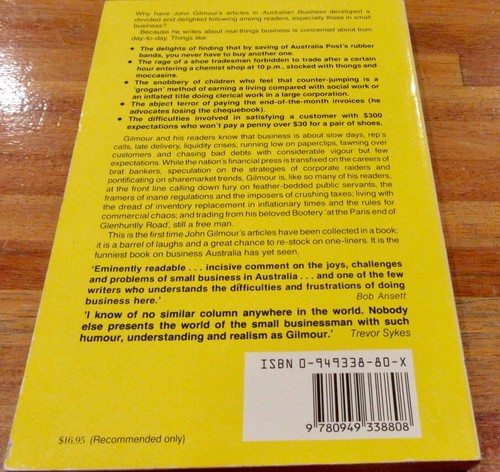 Why have John Gilmour's articles in Australian Business developed a
devoted and delighted following among readers, especially those in small
business?
Because he writes about real things business is concerned about from
day-to-day. Things like:
• The delights of finding that by saving of Australia Post's rubber
bands, you never have to buy another one.
• The rage of a shoe tradesman forbidden to trade after a certain
hour entering a chemist shop at 10 p.m., stocked with thongs and
moccasins.
• The snobbery of children who feel that counter-jumping is a
'grogan' method of earning a living compared with social work or
an inflated title doing clerical work in a large corporation.
• The abject terror of paying the end-of-the-month invoices (he
advocates losing the chequebook).
• The difficulties involved in satisfying a customer with $300
expectations who won't pay a penny over $30 for a pair of shoes.
Gilmour and his readers know that business is about slow days, rep's
calls, late delivery, liquidity crises, running low on paperclips, fawning over
customers and chasing bad debts with considerable vigour but few
expectations. While the nation's financial press is transfixed on the careers of
brat bankers, speculation on the strategies of corporate raiders and
pontificating on sharemarket trends, Gilmour is, like so many of his readers,
at the front line calling down fury on feather-bedded public servants, the
framers of inane regulations and the imposers of crushing taxes; living with
the dread of inventory replacement in inflationary times and the rules for
commercial chaos; and trading from his beloved Bootery 'at the Paris end of
Glenhuntly Road', still a free man.
This is the first time John Gilmour's articles have been collected in a book;
it is a barrel of laughs and a great chance to re-stock on one-liners. It is the
funniest book on business Australia has yet seen.
'Eminently readable . . . incisive comment on the joys, challenges
and problems of small business in Australia . . . and one of the few
writers who understands the difficulties and frustrations of doing
business here.'
Bob Ansett
'I know of no similar column anywhere in the world. Nobody
else presents the world of the small businessman with such
humour, understanding and realism as Gilmour.' Trevor Sykes
ISBN 0-949338-80-X
9 780949 338808
$16.95 (Recommended only)